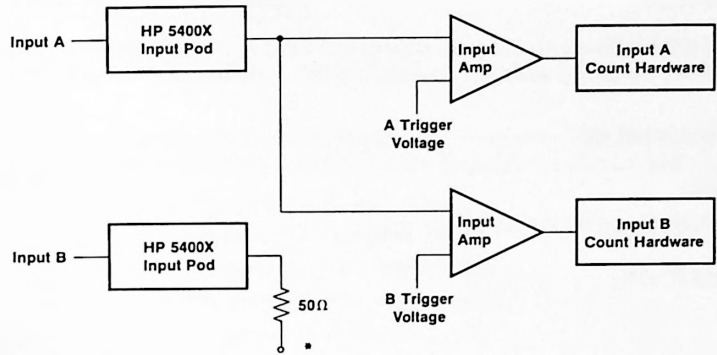 Input A
HP 5400X
Input Pod
Input
Amp
Input A
Count Hardware
A Trigger
Voltage
Input B
HP 5400X
Input Pod
50Ω
*
Input
Amp
Input B
Count Hardware
B Trigger
Voltage